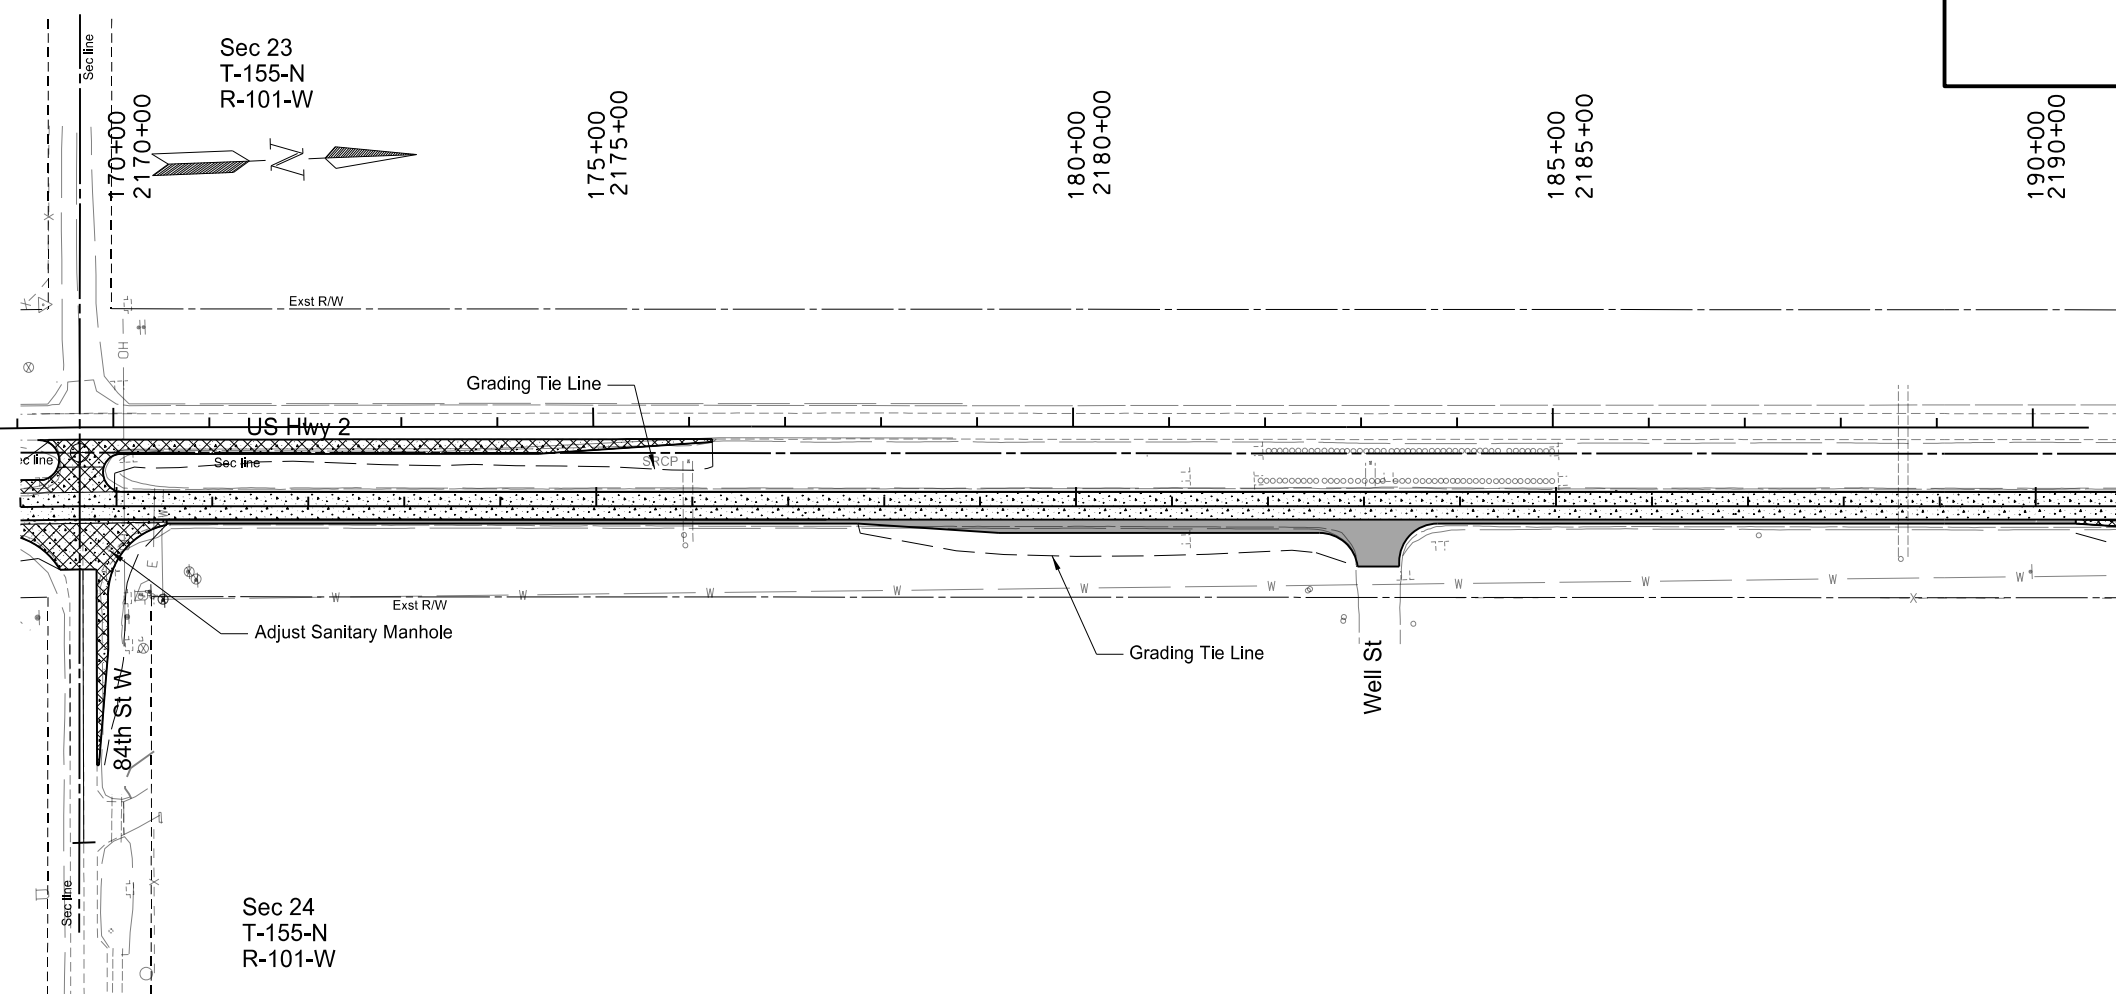 Sec line
Sec 23
T-155-N
R-101-W
170+00
2170+00
N
175+00
2175+00
180+00
2180+00
185+00
2185+00
190+00
2190+00
X
Exst R/W
OH
Grading Tie Line
US Hwy 2
Sec line
SRCP
W
E
W W W W W W W W W W
Exst R/W
X
Adjust Sanitary Manhole
Grading Tie Line
Well St
84th St W
X
Sec line
Sec 24
T-155-N
R-101-W